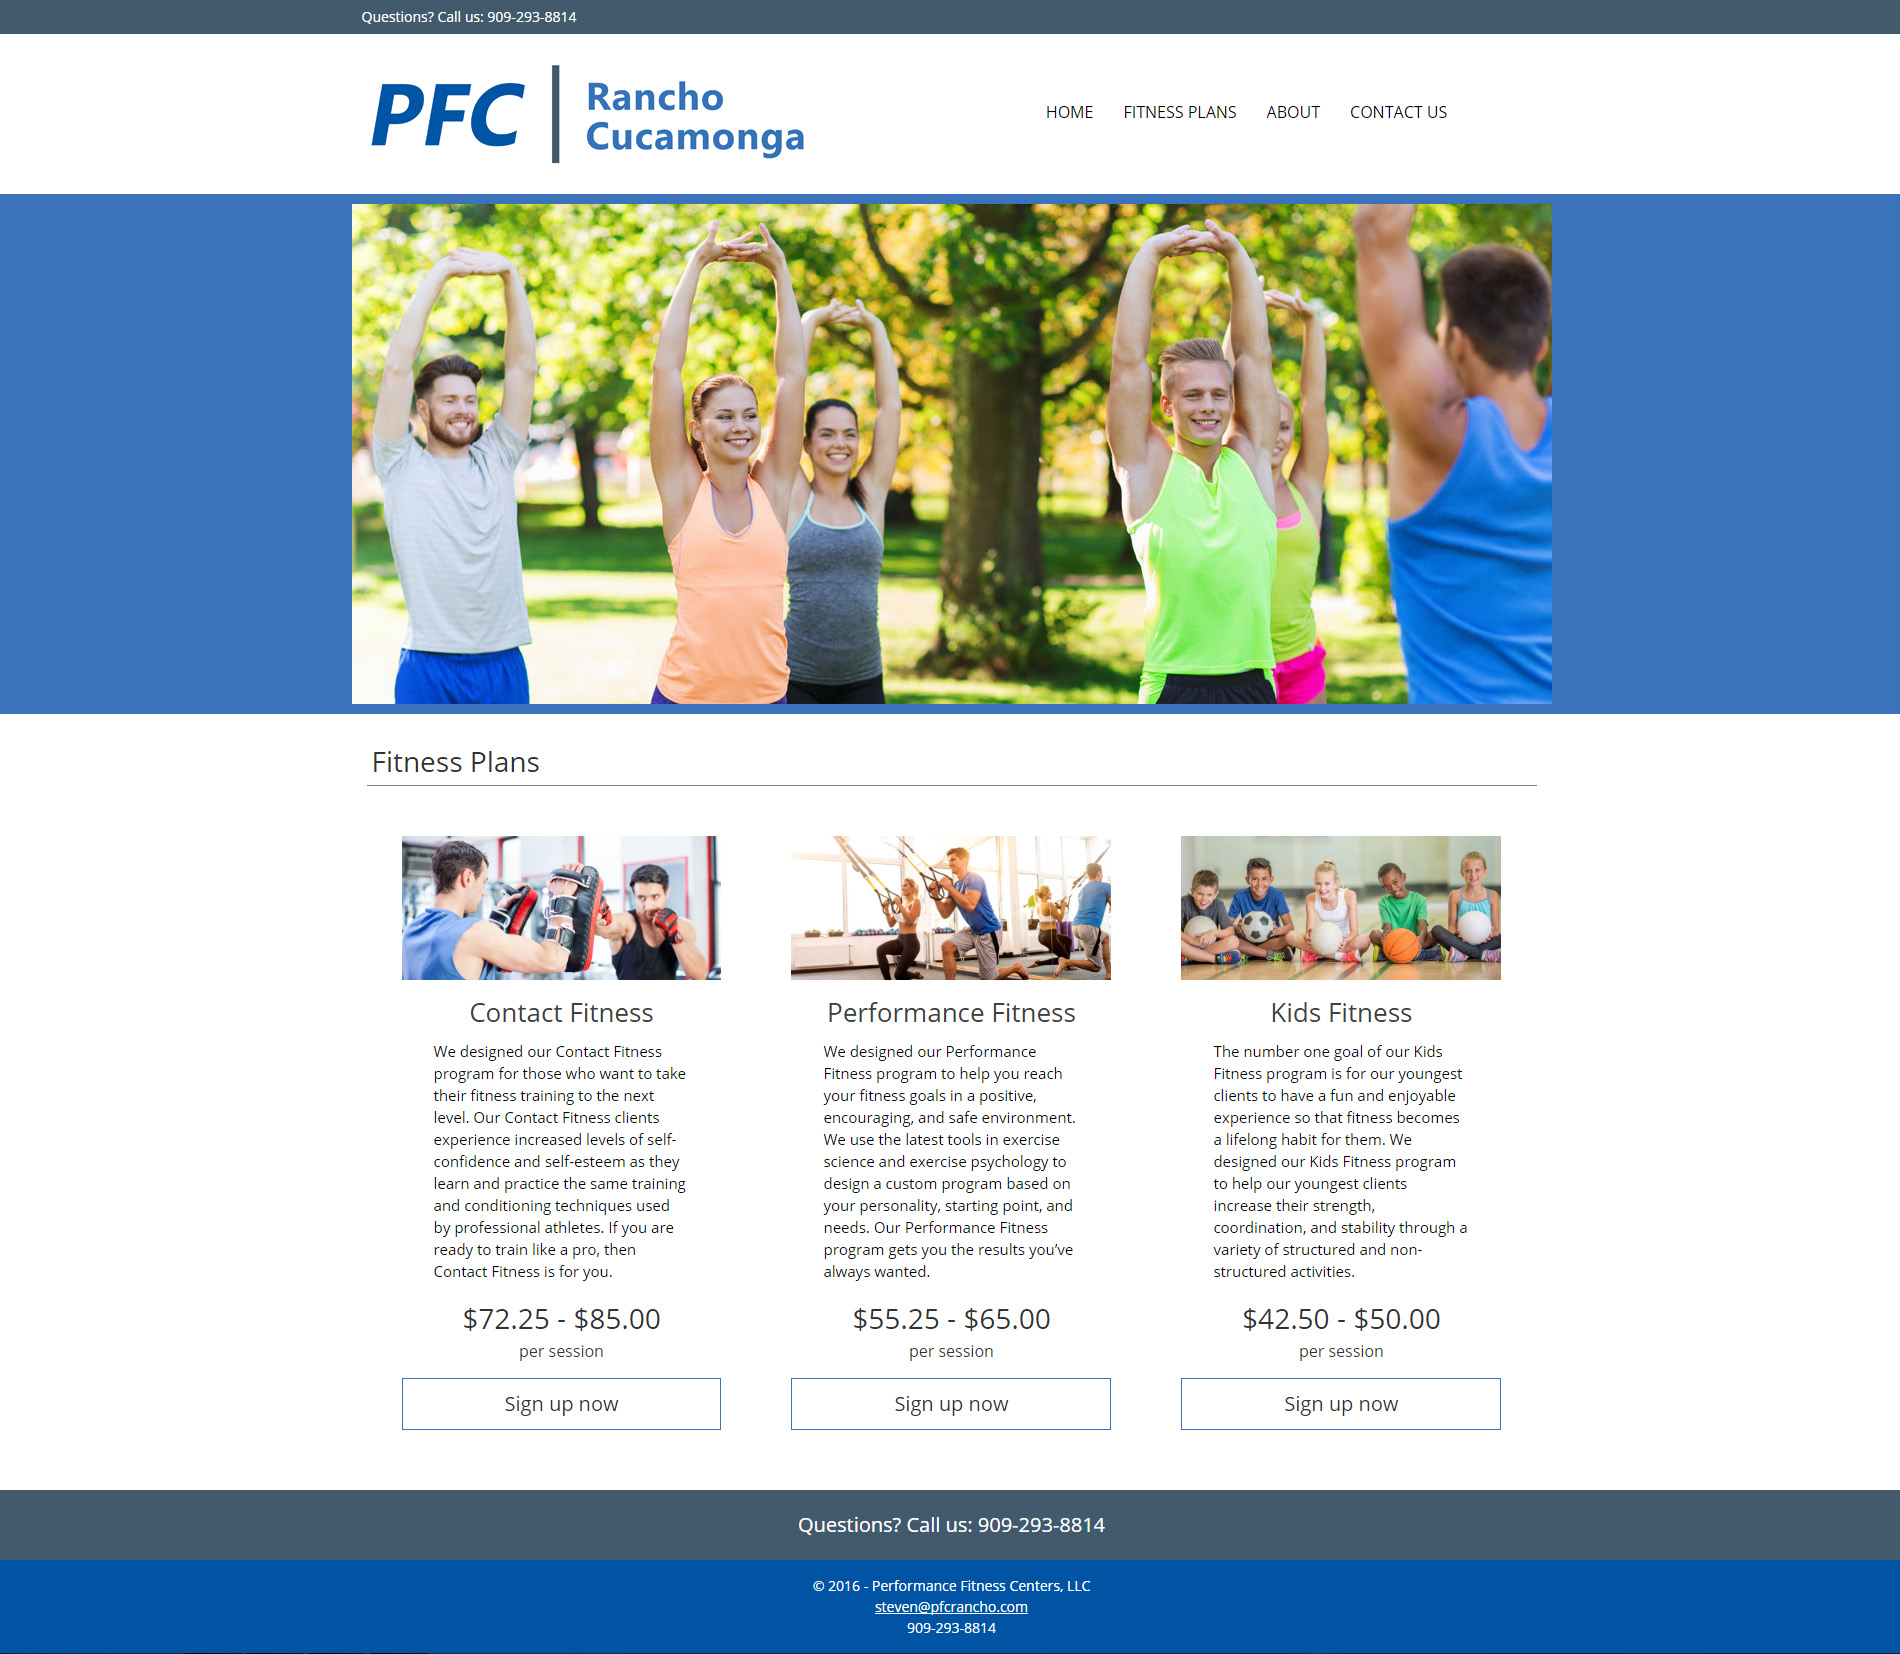 Questions? Call us: 909-293-8814
PFC
Rancho
Cucamonga
HOME FITNESS PLANS ABOUT CONTACT US
Fitness Plans
Contact Fitness
We designed our Contact Fitness
program for those who want to take
their fitness training to the next
level. Our Contact Fitness clients
experience increased levels of self-
confidence and self-esteem as they
learn and practice the same training
and conditioning techniques used
by professional athletes. If you are
ready to train like a pro, then
Contact Fitness is for you.
$72.25 - $85.00
per session
Sign up now
Performance Fitness
We designed our Performance
Fitness program to help you reach
your fitness goals in a positive,
encouraging, and safe environment.
We use the latest tools in exercise
science and exercise psychology to
design a custom program based on
your personality, starting point, and
needs. Our Performance Fitness
program gets you the results you’ve
always wanted.
$55.25 - $65.00
per session
Sign up now
Kids Fitness
The number one goal of our Kids
Fitness program is for our youngest
clients to have a fun and enjoyable
experience so that fitness becomes
a lifelong habit for them. We
designed our Kids Fitness program
to help our youngest clients
increase their strength,
coordination, and stability through a
variety of structured and non-
structured activities.
$42.50 - $50.00
per session
Sign up now
Questions? Call us: 909-293-8814
© 2016 - Performance Fitness Centers, LLC
steven@pfcrancho.com
909-293-8814